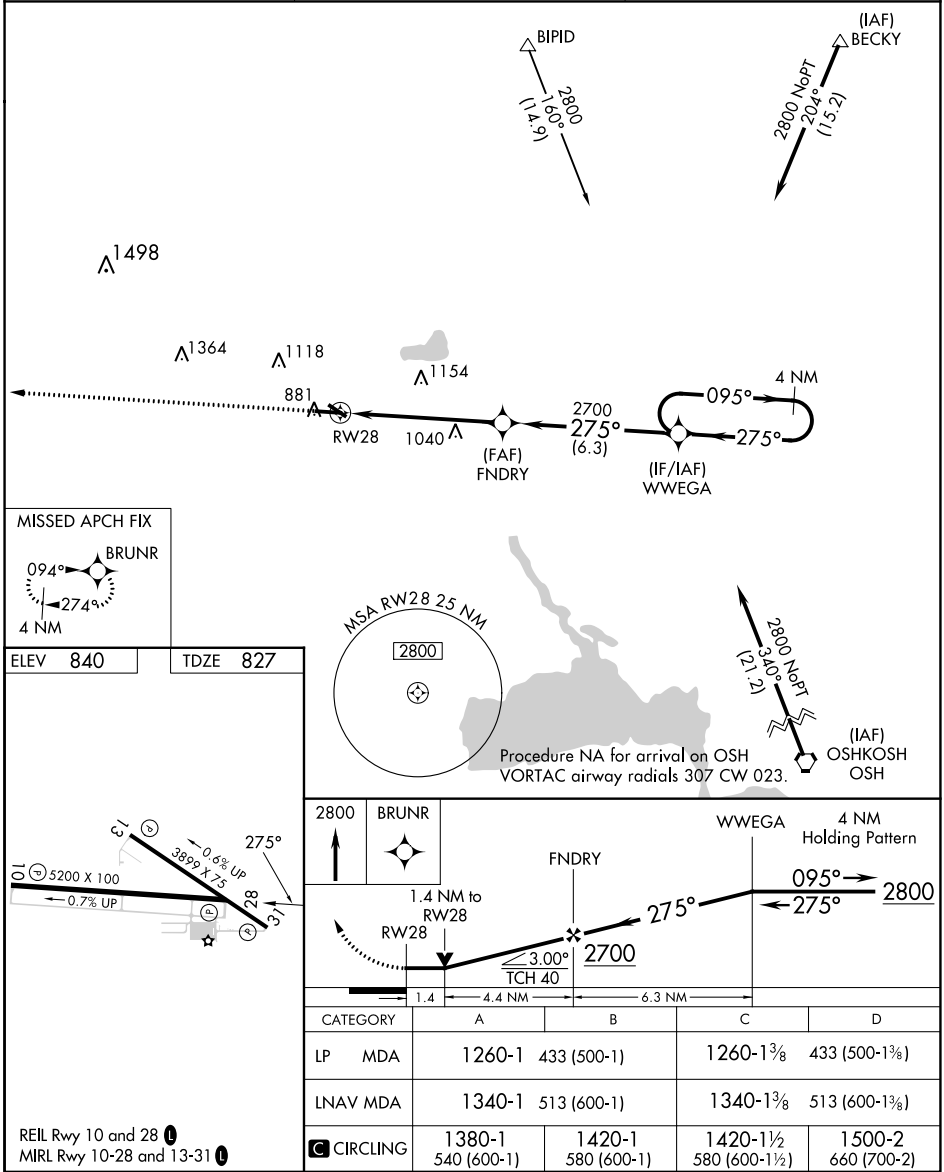 BIPID
2800
160°
(14.9)
(IAF)
BECKY
2800 NoPT
204°
(15.2)
1498
1364
1118
1154
881
RW28
1040
(FAF)
FNDRY
2700
275°
(6.3)
(IF/IAF)
WWEGA
095°
4 NM
275°
MISSED APCH FIX
BRUNR
094°
274°
4 NM
MSA RW28 25 NM
2800
2800 NoPT
340°
(21.2)
(IAF)
OSHKOSH
OSH
Procedure NA for arrival on OSH
VORTAC airway radials 307 CW 023.
ELEV 840
TDZE 827
13
P
0.6% UP
3899 X 75
275°
10
P
5200 X 100
0.7% UP
28
31
P
P
REIL Rwy 10 and 28 L
MIRL Rwy 10-28 and 13-31 L
2800
BRUNR
WWEGA
4 NM
Holding Pattern
FNDRY
095°
275°
2800
275°
1.4 NM to
RW28
RW28
2700
3.00°
TCH 40
1.4
4.4 NM
6.3 NM
CATEGORY A B C D
LP MDA 1260-1 433 (500-1) 1260-1⅜ 433 (500-1⅜)
LNAV MDA 1340-1 513 (600-1) 1340-1⅜ 513 (600-1⅜)
C CIRCLING 1380-1 1420-1 1420-1½ 1500-2
540 (600-1) 580 (600-1) 580 (600-1½) 660 (700-2)